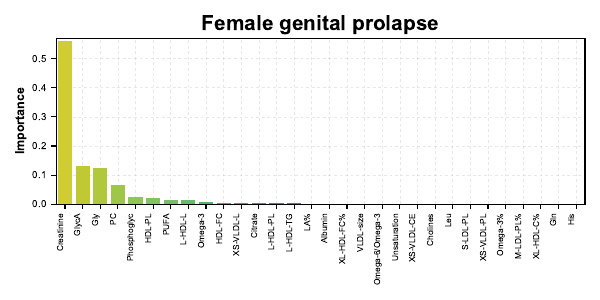 Female genital prolapse
Importance
0.5
0.4
0.3
0.2
0.1
0.0
Creatinine
GlycA
Gly
PC
Phosphoglyc
HDL-PL
PUFA
L-HDL-L
Omega-3
HDL-FC
XS-VLDL-L
Citrate
L-HDL-PL
L-HDL-TG
LA%
Albumin
XL-HDL-FC%
VLDL-size
Omega-6/Omega-3
Unsaturation
XS-VLDL-CE
Cholines
Leu
S-LDL-PL
XS-VLDL-PL
Omega-3%
M-LDL-PL%
XL-HDL-C%
Gln
His